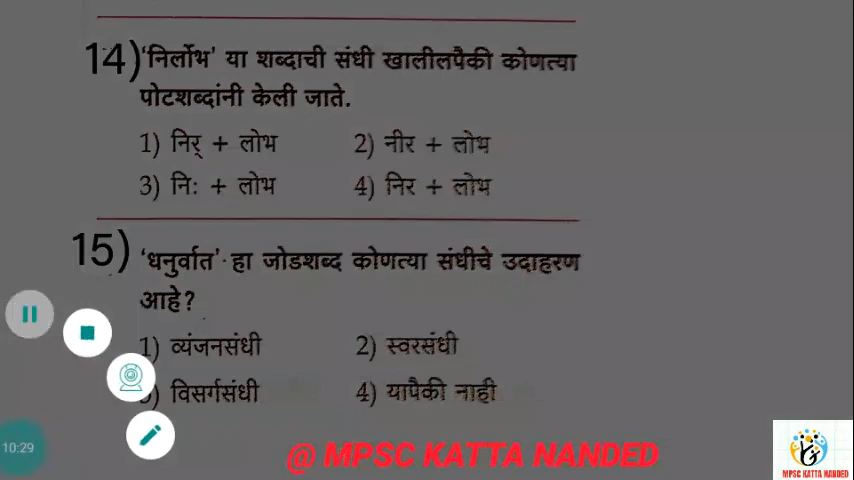 14) 'निर्लोभ' या शब्दाची संधी खालीलपैकी कोणत्या
पोटशब्दांनी केली जाते.
1) निर् + लोभ 2) नीर + लोभ
3) निः + लोभ 4) निर + लोभ
15) 'धनुर्वात' हा जोडशब्द कोणत्या संधीचे उदाहरण
आहे?
1) व्यंजनसंधी 2) स्वरसंधी
) विसर्गसंधी 4) यापैकी नाही
10:29
@ MPSC KATTA NANDED
MPSC KATTA NANDED